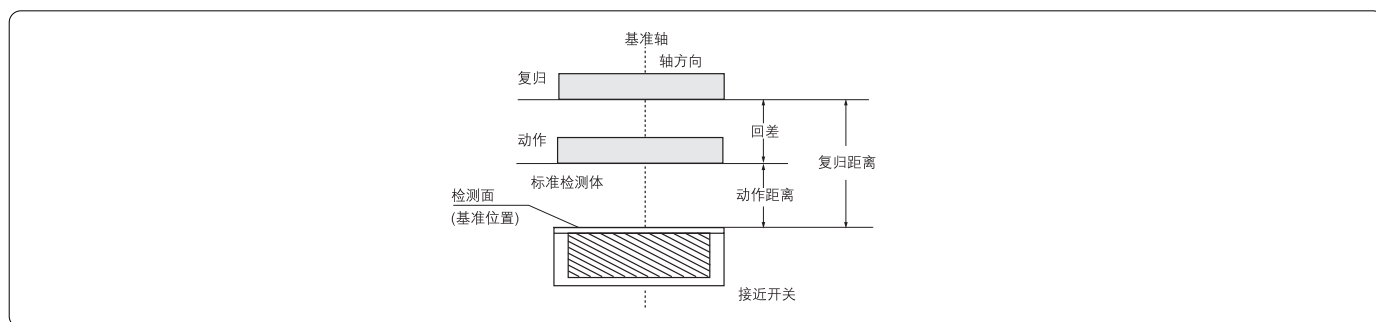 基准轴
轴方向
复归
回差
动作
复归距离
标准检测体
动作距离
检测面
(基准位置)
接近开关